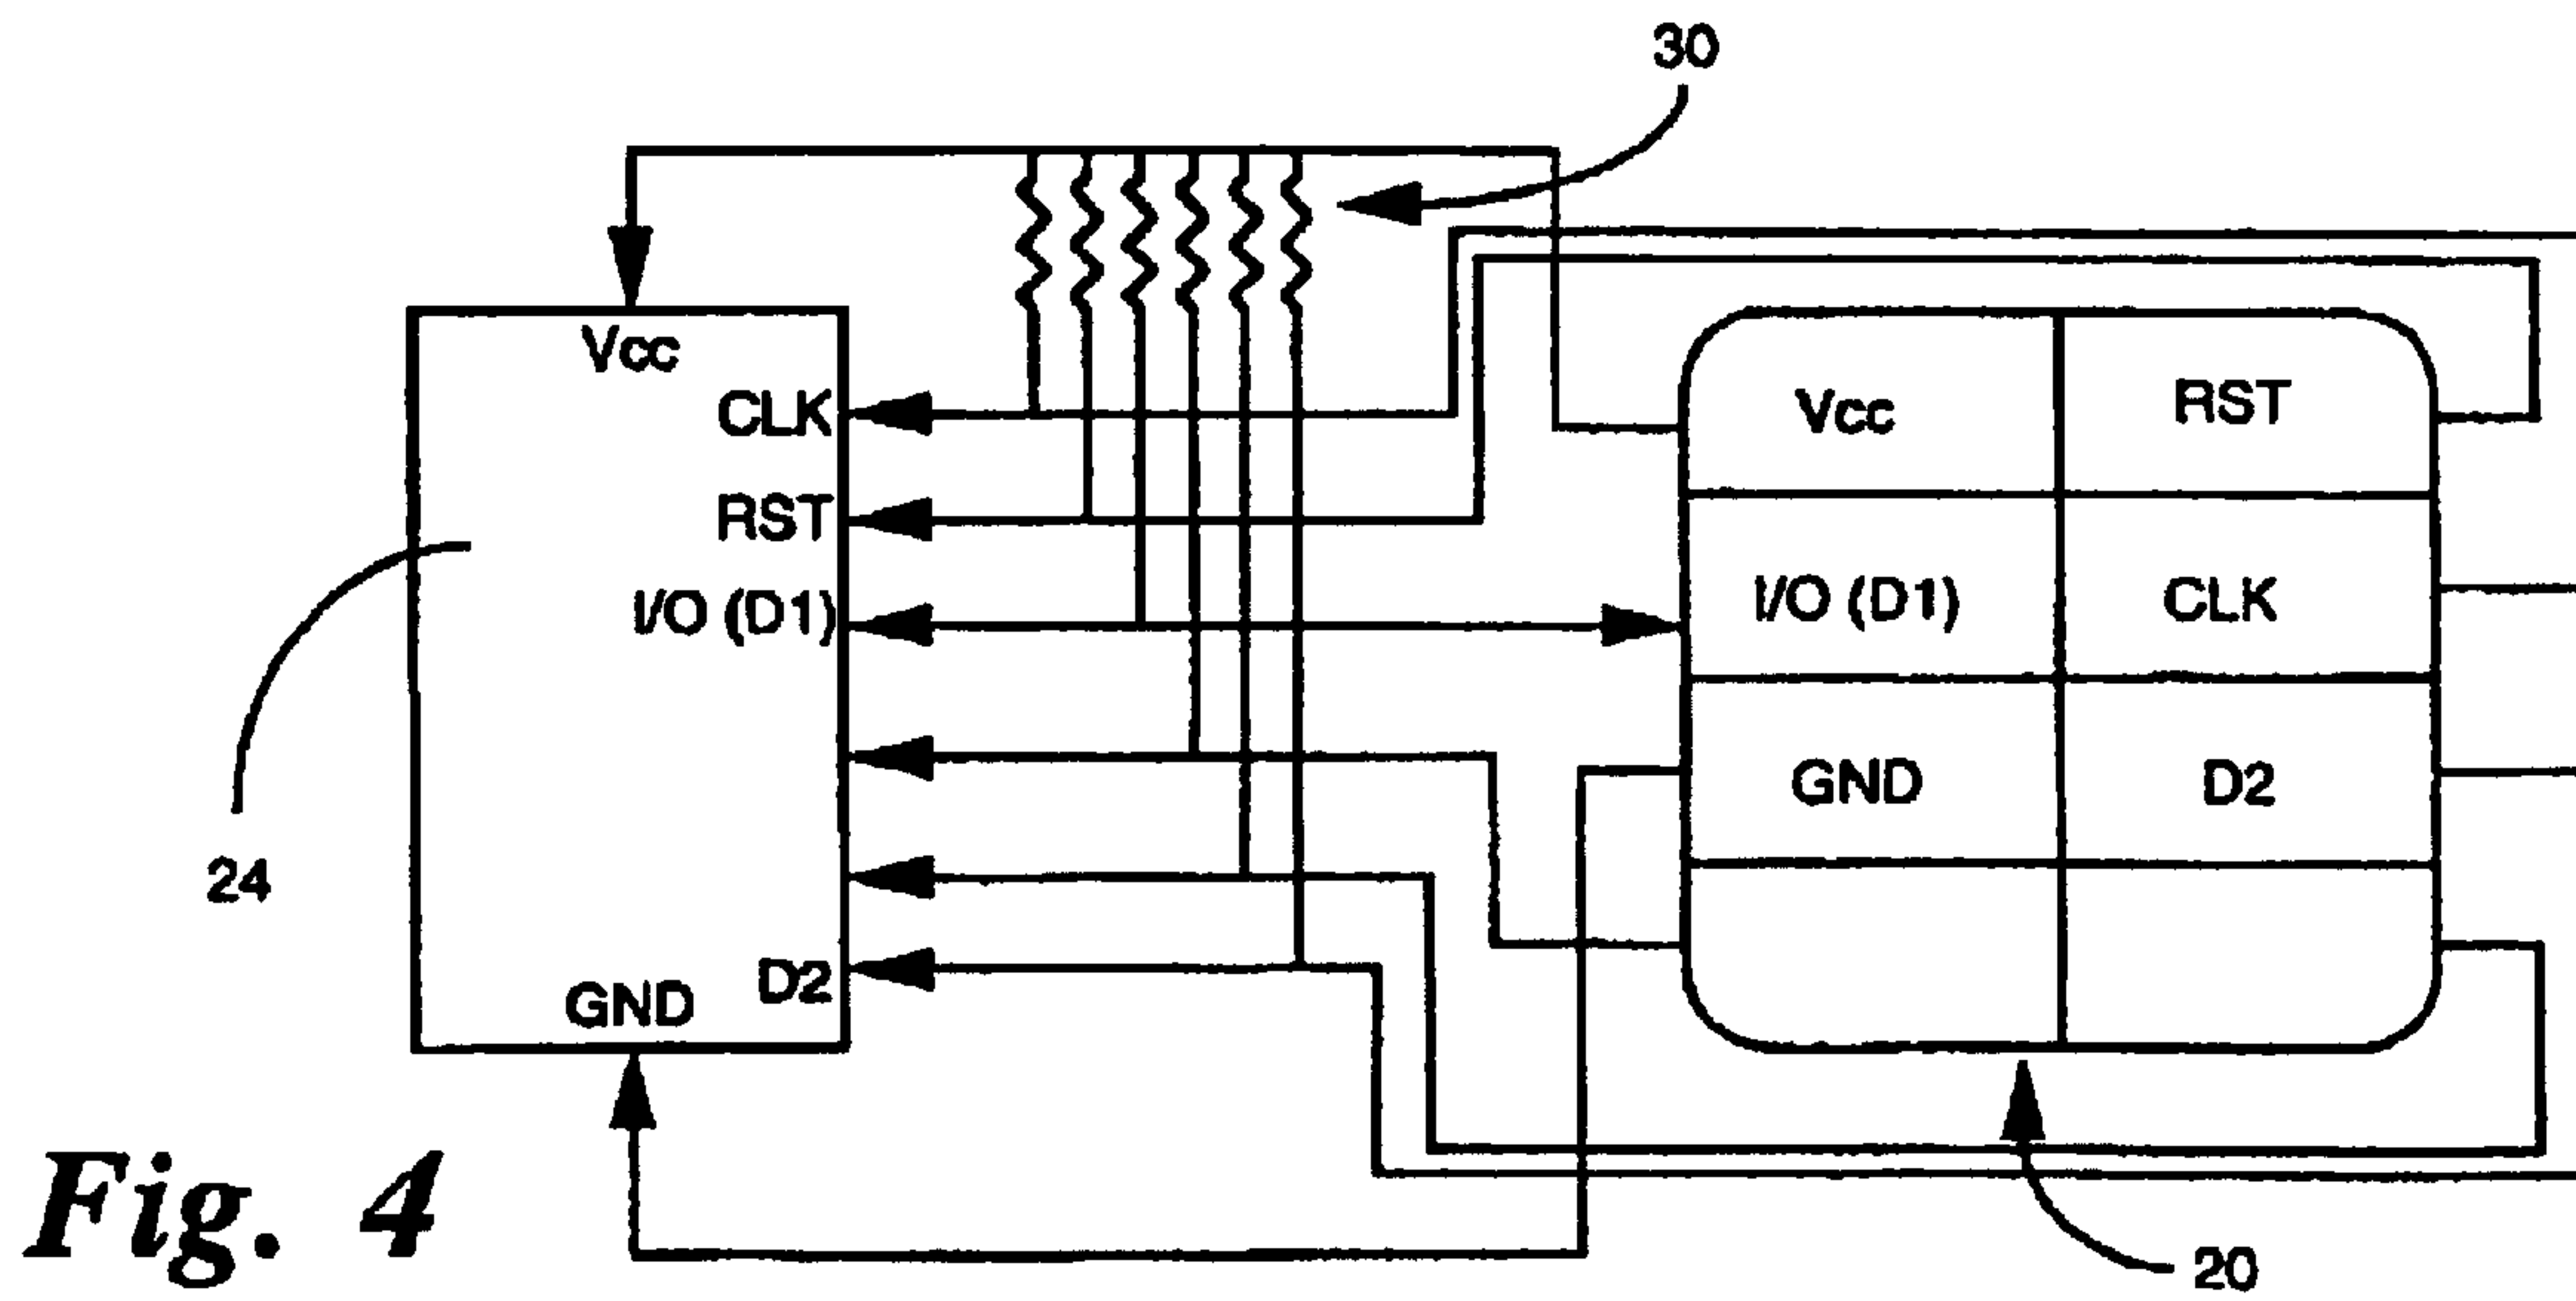 30
Vcc
CLK
RST
I/O (D1)
D2
GND
24
Vcc RST
I/O (D1) CLK
GND D2
20
Fig. 4